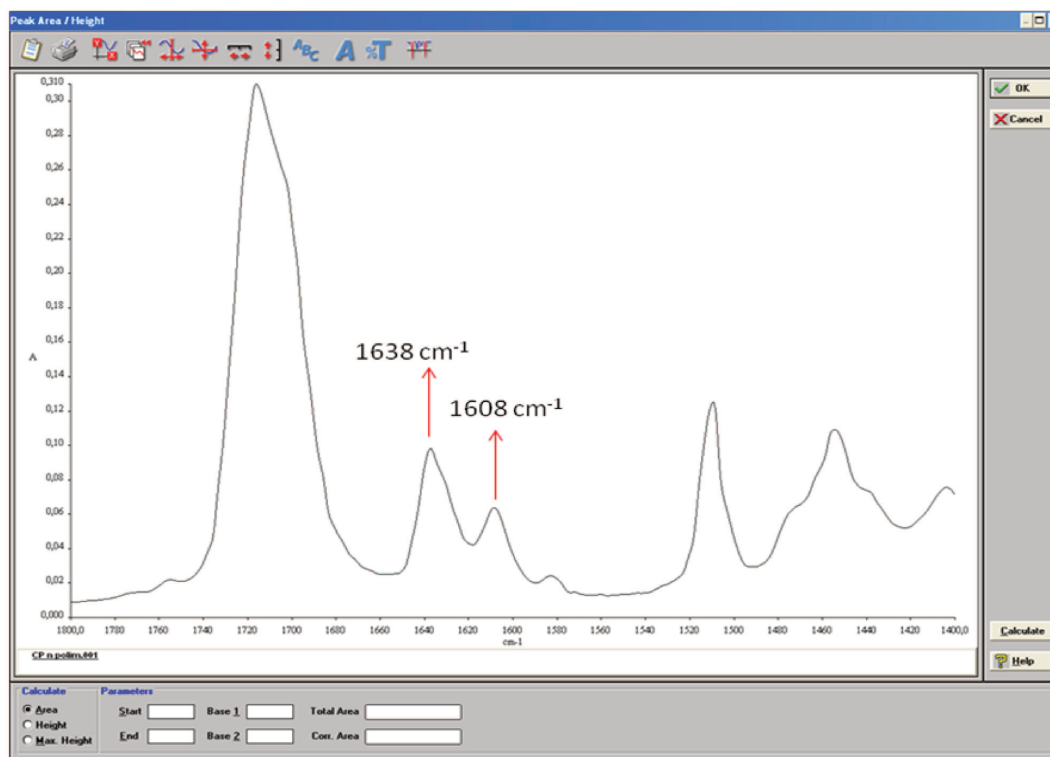 Peak Area / Height
ABC A %T
0,310
0,30
0,28
0,26
0,24
0,22
0,20
0,18
0,16
A
0,14
0,12
0,10
0,08
0,06
0,04
0,02
0,000
1638 cm-1
1608 cm-1
1800,0 1780 1760 1740 1720 1700 1680 1660 1640 1620 1600 1580 1560 1540 1520 1500 1480 1460 1440 1420 1400,0
cm-1
CP n polim.001
OK
Cancel
Calculate
Help
Calculate Parameters
Area Start Base 1 Total Area
Height
Max. Height End Base 2 Corr. Area